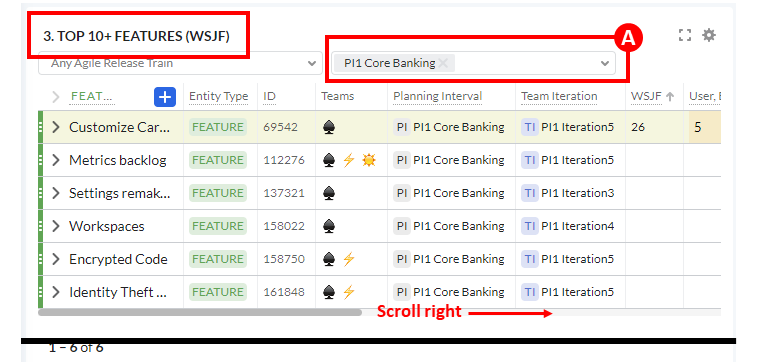 3. TOP 10+ FEATURES (WSJF)
A
Any Agile Release Train
PI1 Core Banking
FEAT... Entity Type ID Teams Planning Interval Team Iteration WSJF User, B
Customize Car... FEATURE 69542 PI PI1 Core Banking TI PI1 Iteration5 26 5
Metrics backlog FEATURE 112276 PI PI1 Core Banking TI PI1 Iteration5
Settings remak... FEATURE 137321 PI PI1 Core Banking TI PI1 Iteration3
Workspaces FEATURE 158022 PI PI1 Core Banking TI PI1 Iteration4
Encrypted Code FEATURE 158750 PI PI1 Core Banking TI PI1 Iteration5
Identity Theft ... FEATURE 161848 PI PI1 Core Banking TI PI1 Iteration5
Scroll right
1 – 6 of 6